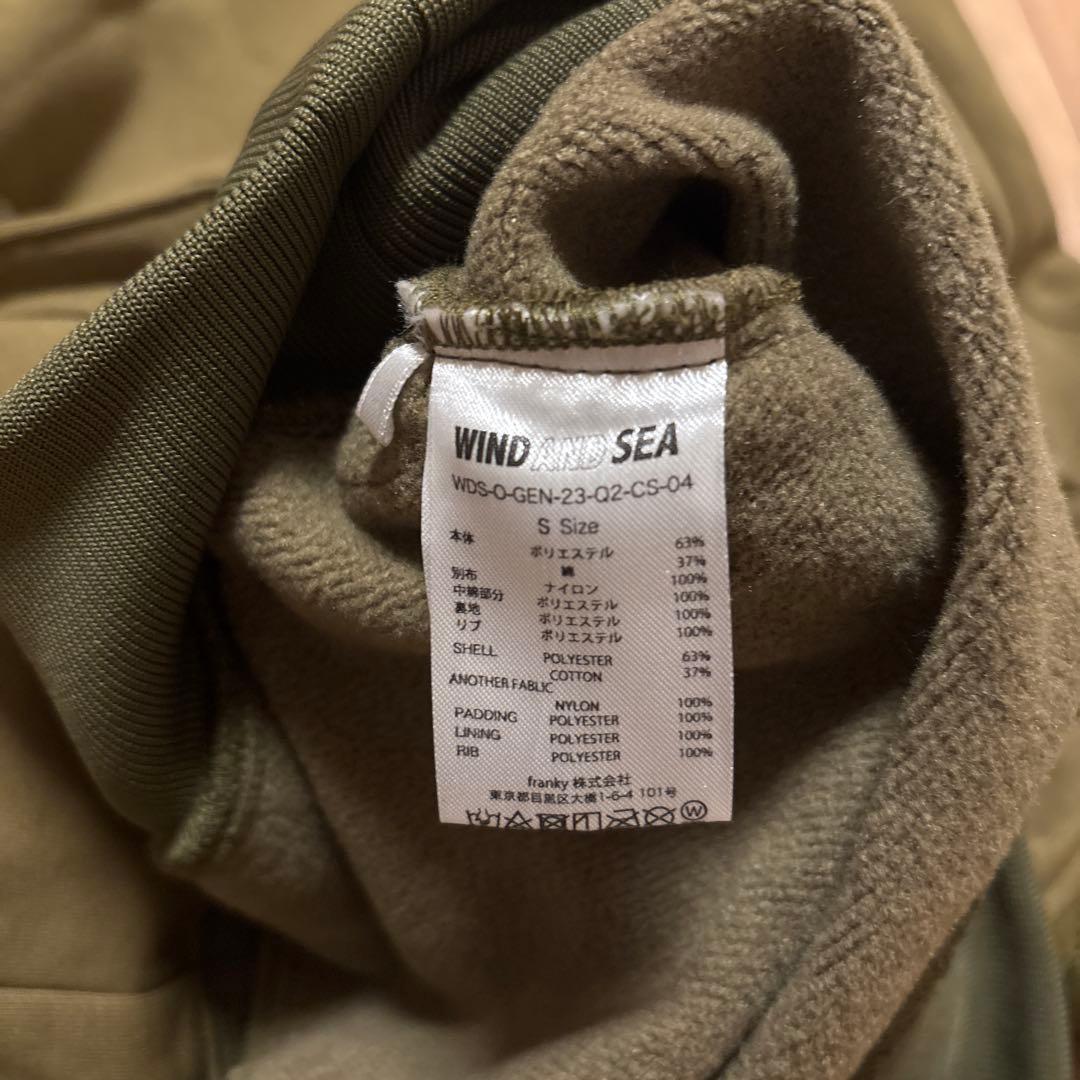 WIND AND SEA
WDS-O-GEN-23-Q2-CS-04
S Size
本体 ポリエステル 63%
綿 37%
別布 ナイロン 100%
中綿部分 ポリエステル 100%
裏地 ポリエステル 100%
リブ ポリエステル 100%
SHELL POLYESTER 63%
COTTON 37%
ANOTHER FABLIC
NYLON 100%
PADDING POLYESTER 100%
LINING POLYESTER 100%
RIB POLYESTER 100%
franky 株式会社
東京都目黒区大橋1-6-4 101号
W